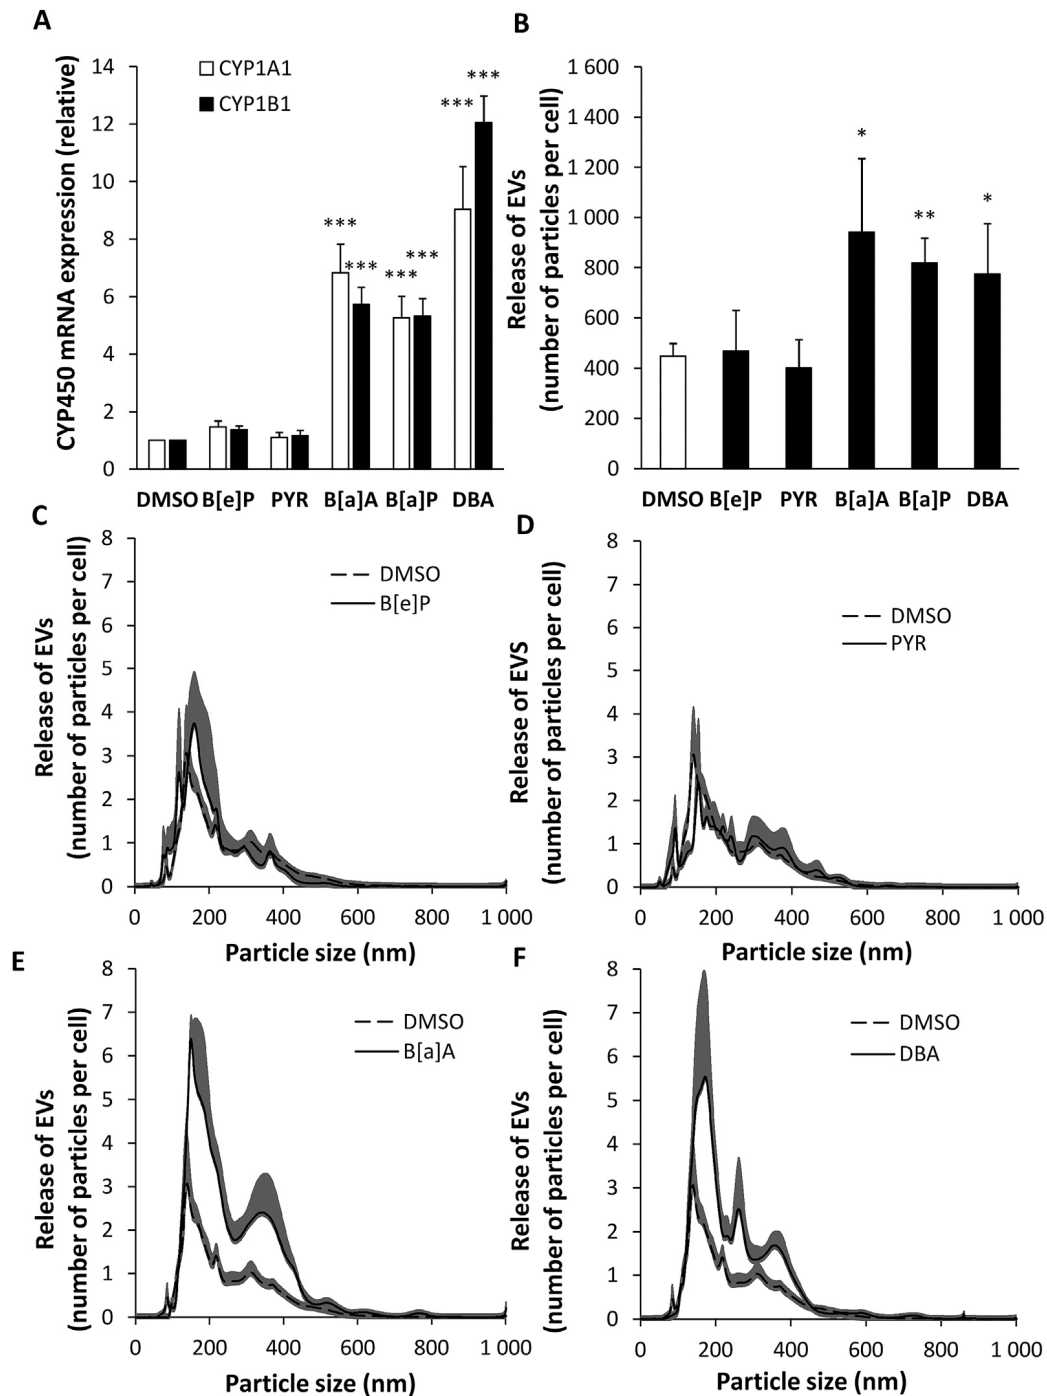 A
CYP450 mRNA expression (relative)
14
12
10
8
6
4
2
0
CYP1A1
CYP1B1
***
***
***
***
***
***
DMSO B[e]P PYR B[a]A B[a]P DBA
B
Release of EVs
(number of particles per cell)
1 600
1 400
1 200
1 000
800
600
400
200
0
*
**
*
DMSO B[e]P PYR B[a]A B[a]P DBA
C
Release of EVs
(number of particles per cell)
8
7
6
5
4
3
2
1
0
DMSO
B[e]P
0 200 400 600 800 1 000
Particle size (nm)
D
Release of EVS
(number of particles per cell)
8
7
6
5
4
3
2
1
0
DMSO
PYR
0 200 400 600 800 1 000
Particle size (nm)
E
Release of EVs
(number of particles per cell)
8
7
6
5
4
3
2
1
0
DMSO
B[a]A
0 200 400 600 800 1 000
Particle size (nm)
F
Release of EVs
(number of particles per cell)
8
7
6
5
4
3
2
1
0
DMSO
DBA
0 200 400 600 800 1 000
Particle size (nm)